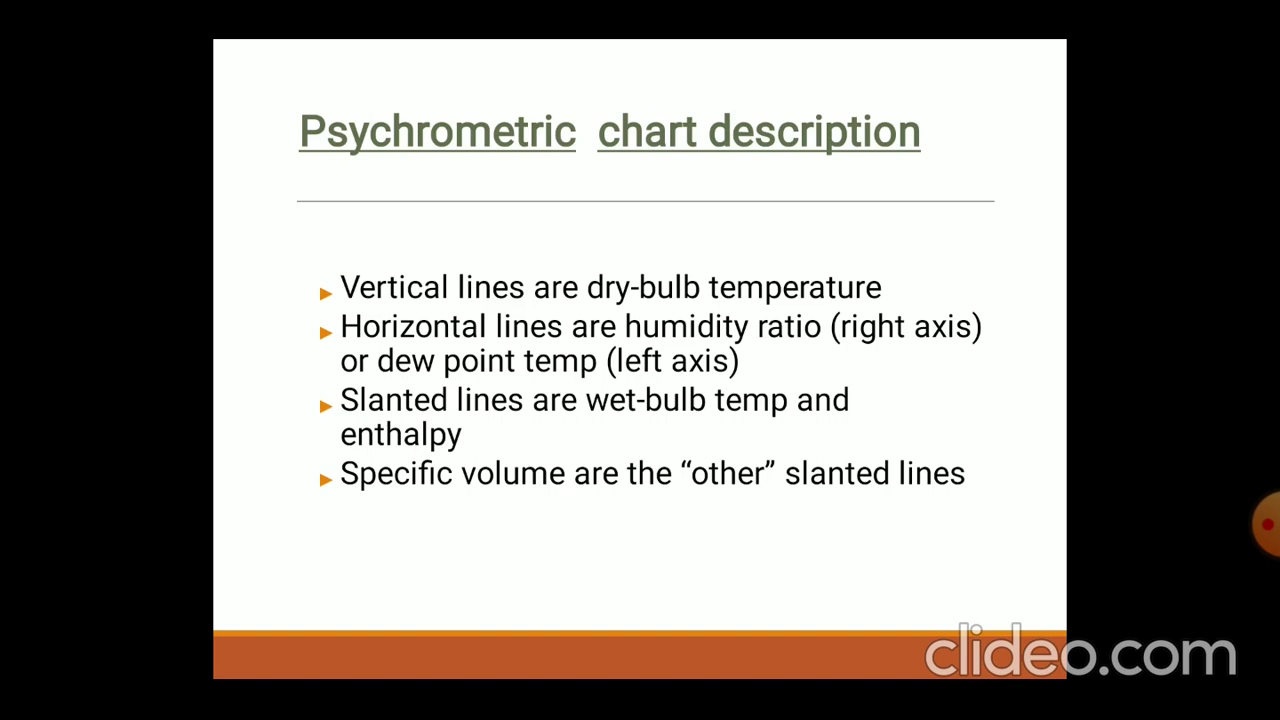 Psychrometric chart description
Vertical lines are dry-bulb temperature
Horizontal lines are humidity ratio (right axis)
or dew point temp (left axis)
Slanted lines are wet-bulb temp and
enthalpy
Specific volume are the “other” slanted lines
clideo.com